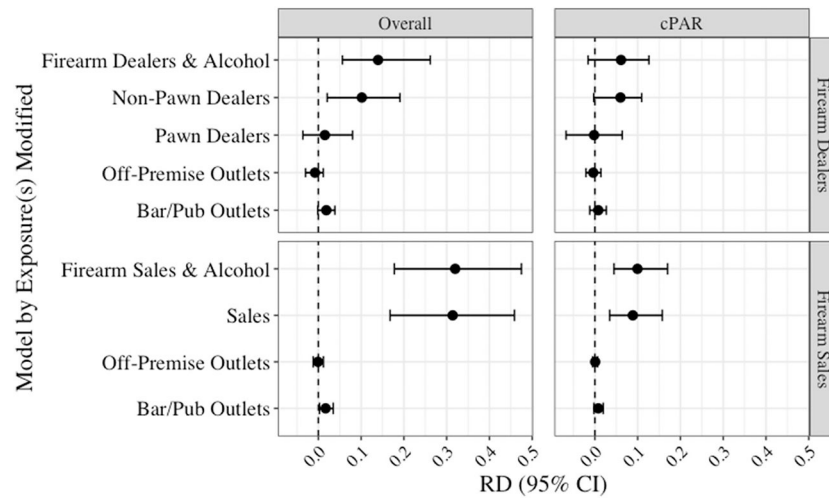 Overall
cPAR
Model by Exposure(s) Modified
Firearm Dealers & Alcohol
Non-Pawn Dealers
Pawn Dealers
Off-Premise Outlets
Bar/Pub Outlets
Firearm Dealers
Firearm Sales & Alcohol
Sales
Off-Premise Outlets
Bar/Pub Outlets
Firearm Sales
0.0 0.1 0.2 0.3 0.4 0.5
0.0 0.1 0.2 0.3 0.4 0.5
RD (95% CI)